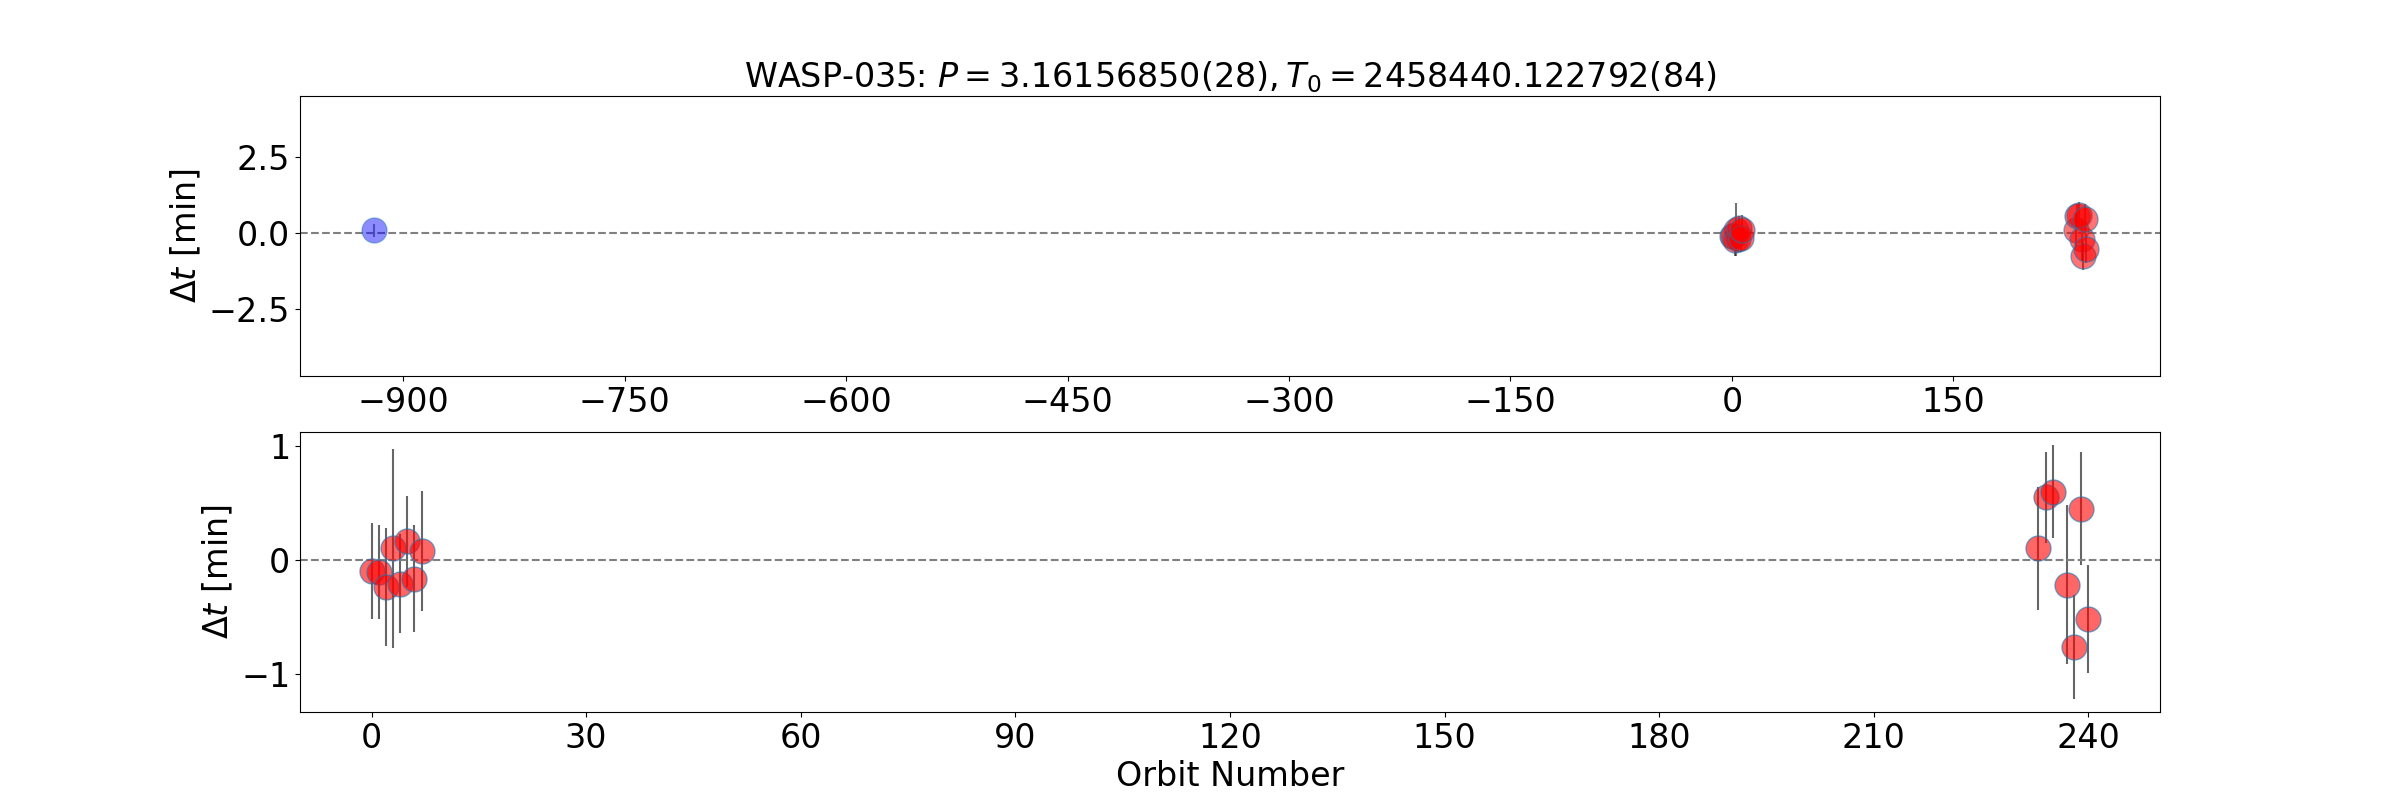 WASP-035: P = 3.16156850(28), T₀ = 2458440.122792(84)
Δt [min]
2.5
0.0
−2.5
−900 −750 −600 −450 −300 −150 0 150
Δt [min]
1
0
−1
0 30 60 90 120 150 180 210 240
Orbit Number